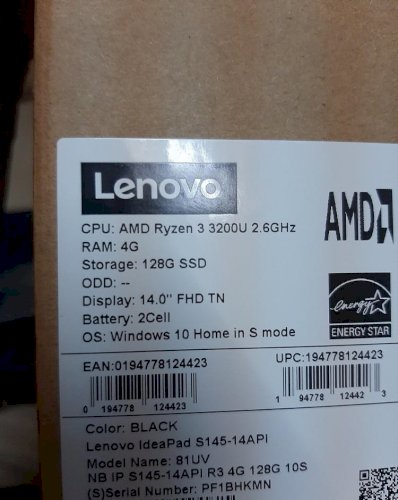 Lenovo
AMD
CPU: AMD Ryzen 3 3200U 2.6GHz
RAM: 4G
Storage: 128G SSD
ODD: --
Display: 14.0" FHD TN
Battery: 2Cell
OS: Windows 10 Home in S mode
energy
ENERGY STAR
EAN:0194778124423
UPC:194778124423
0 194778 124423
1 94778 12442 3
Color: BLACK
Lenovo IdeaPad S145-14API
Model Name: 81UV
NB IP S145-14API R3 4G 128G 10S
(S)Serial Number: PF1BHKMN